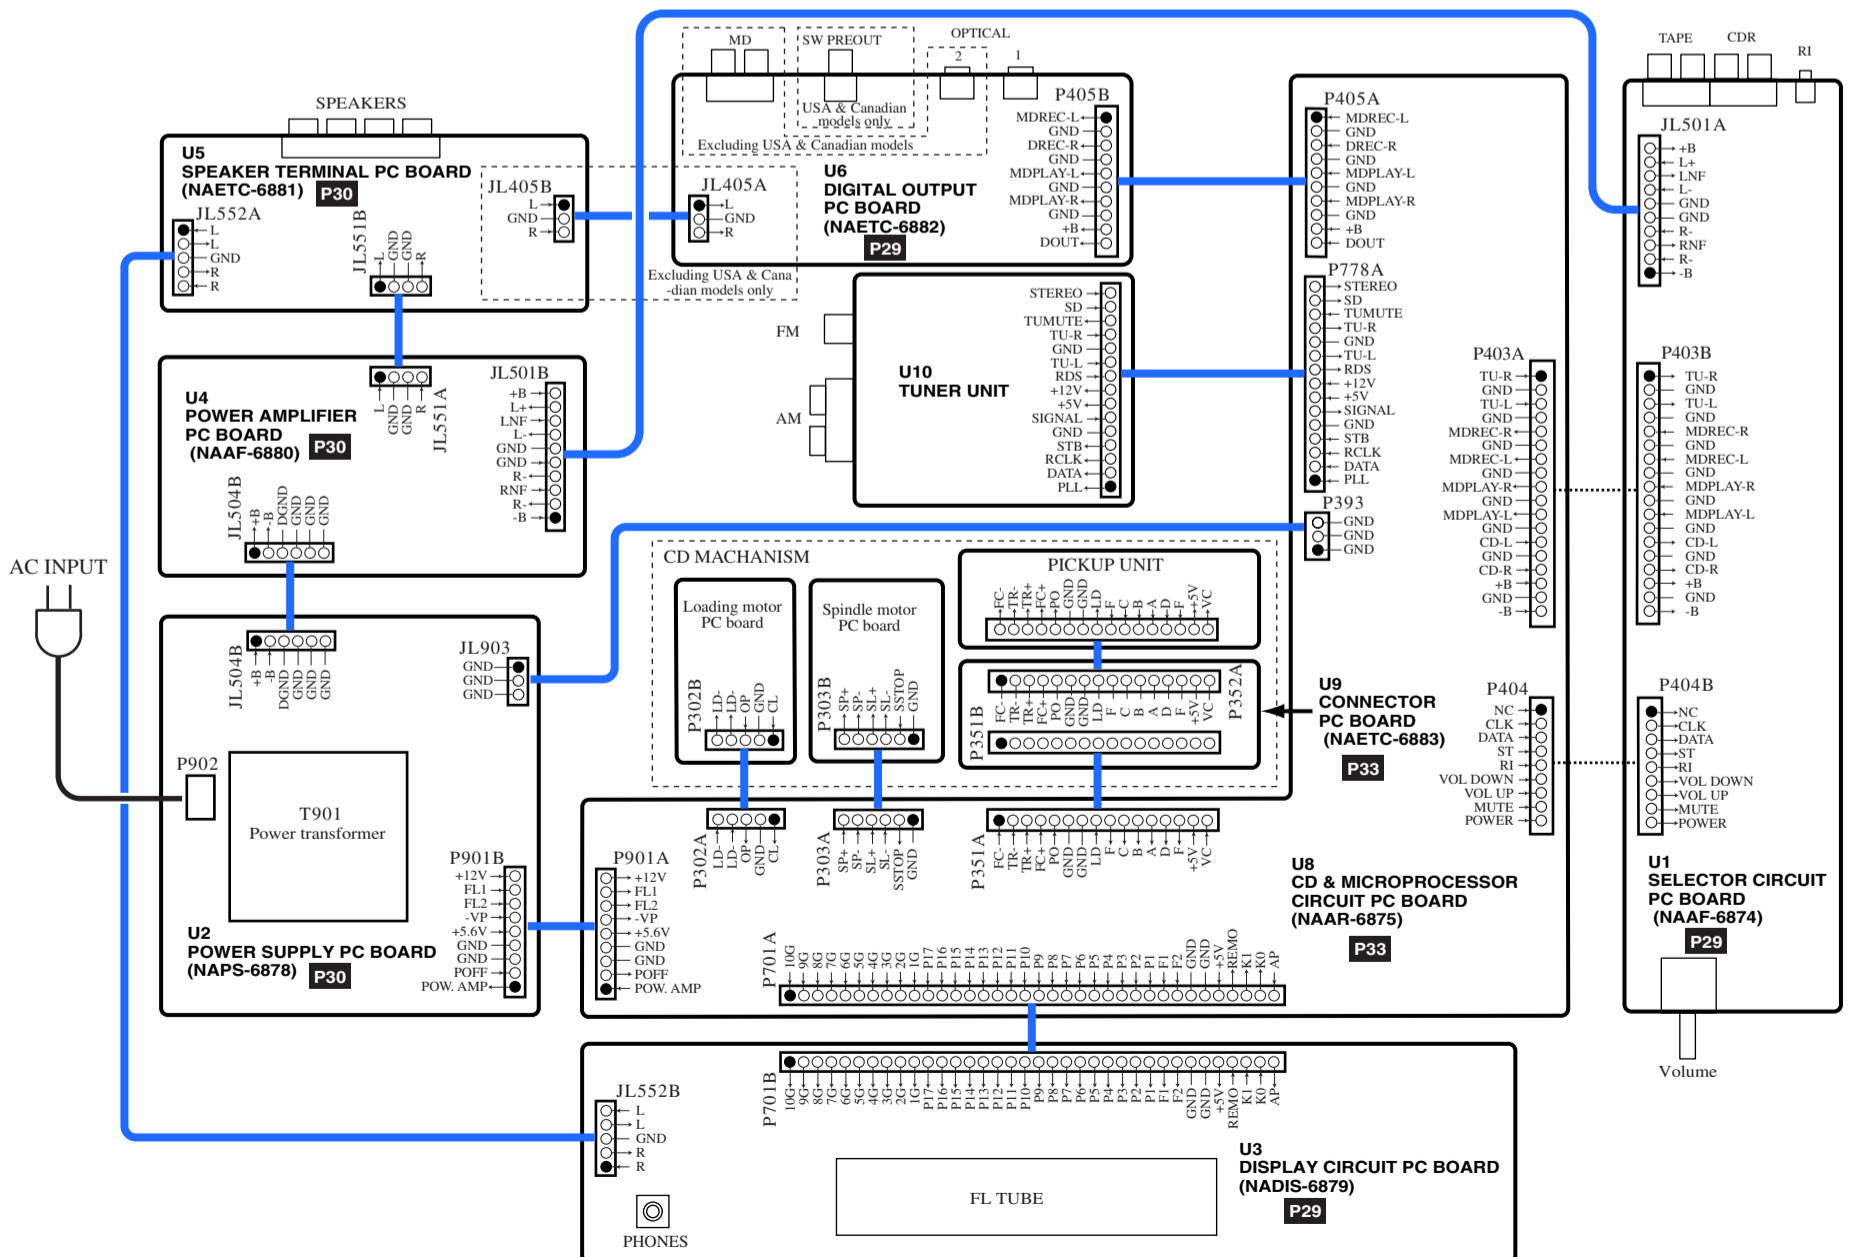 MD
SW PREOUT
OPTICAL
2
1
USA & Canadian
models only
Excluding USA & Canadian models
TAPE
CDR
RI
SPEAKERS
U5
SPEAKER TERMINAL PC BOARD
(NAETC-6881) P30
JL552A
L
L
GND
R
R
JL551B
L
GND
GND
R
JL405B
L
GND
R
JL405A
L
GND
R
Excluding USA & Cana
-dian models only
U6
DIGITAL OUTPUT
PC BOARD
(NAETC-6882)
P29
P405B
MDREC-L
GND
DREC-R
GND
MDPLAY-L
GND
MDPLAY-R
GND
+B
DOUT
P405A
MDREC-L
GND
DREC-R
GND
MDPLAY-L
GND
MDPLAY-R
GND
+B
DOUT
JL501A
+B
L+
LNF
L-
GND
GND
R-
RNF
R-
-B
U4
POWER AMPLIFIER
PC BOARD
(NAAF-6880) P30
JL551A
L
GND
GND
R
JL501B
+B
L+
LNF
L-
GND
GND
R-
RNF
R-
-B
JL504B
+B
-B
DGND
GND
GND
GND
FM
AM
U10
TUNER UNIT
STEREO
SD
TUMUTE
TU-R
GND
TU-L
RDS
+12V
+5V
SIGNAL
GND
STB
RCLK
DATA
PLL
P778A
STEREO
SD
TUMUTE
TU-R
GND
TU-L
RDS
+12V
+5V
SIGNAL
GND
STB
RCLK
DATA
PLL
P393
GND
GND
GND
P403A
TU-R
GND
TU-L
GND
MDREC-R
GND
MDREC-L
GND
MDPLAY-R
GND
MDPLAY-L
GND
CD-L
GND
CD-R
+B
GND
-B
P403B
TU-R
GND
TU-L
GND
MDREC-R
GND
MDREC-L
GND
MDPLAY-R
GND
MDPLAY-L
GND
CD-L
GND
CD-R
+B
GND
-B
AC INPUT
JL504B
+B
-B
DGND
GND
GND
GND
JL903
GND
GND
GND
P902
T901
Power transformer
U2
POWER SUPPLY PC BOARD
(NAPS-6878) P30
P901B
+12V
FL1
FL2
-VP
+5.6V
GND
GND
POFF
POW. AMP
P901A
+12V
FL1
FL2
-VP
+5.6V
GND
GND
POFF
POW. AMP
CD MACHANISM
Loading motor
PC board
P302B
LD-
LD-
OP
GND
CL
Spindle motor
PC board
P303B
SP+
SP-
SL+
SL-
SSTOP
GND
PICKUP UNIT
FC-
TR-
TR+
FC+
PO
GND
GND
LD
F
C
B
A
D
F
+5V
VC
P352A
P351B
FC-
TR-
TR+
FC+
PO
GND
GND
LD
F
C
B
A
D
F
+5V
VC
U9
CONNECTOR
PC BOARD
(NAETC-6883)
P33
P302A
LD-
LD-
OP
GND
CL
P303A
SP+
SP-
SL+
SL-
SSTOP
GND
P351A
FC-
TR-
TR+
FC+
PO
GND
GND
LD
F
C
B
A
D
F
+5V
VC
P404
NC
CLK
DATA
ST
RI
VOL DOWN
VOL UP
MUTE
POWER
P404B
NC
CLK
DATA
ST
RI
VOL DOWN
VOL UP
MUTE
POWER
U8
CD & MICROPROCESSOR
CIRCUIT PC BOARD
(NAAR-6875)
P33
U1
SELECTOR CIRCUIT
PC BOARD
(NAAF-6874)
P29
Volume
P701A
10G
9G
8G
7G
6G
5G
4G
3G
2G
1G
P17
P16
P15
P14
P13
P12
P11
P10
P9
P8
P7
P6
P5
P4
P3
P2
P1
F1
F2
GND
GND
+5V
REMO
K1
K0
AP
P701B
10G
9G
8G
7G
6G
5G
4G
3G
2G
1G
P17
P16
P15
P14
P13
P12
P11
P10
P9
P8
P7
P6
P5
P4
P3
P2
P1
F1
F2
GND
GND
+5V
REMO
K1
K0
AP
JL552B
L
L
GND
R
R
PHONES
FL TUBE
U3
DISPLAY CIRCUIT PC BOARD
(NADIS-6879)
P29